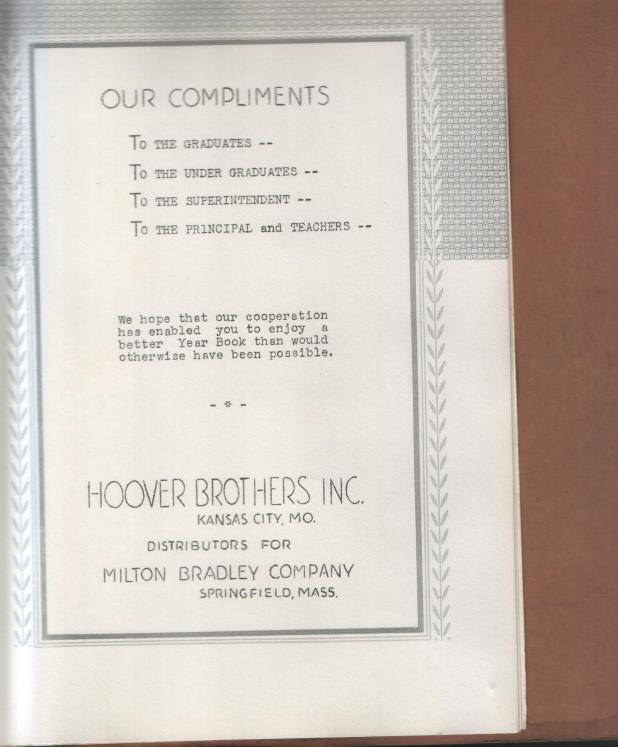 OUR COMPLIMENTS
To THE GRADUATES --
To THE UNDER GRADUATES --
To THE SUPERINTENDENT --
To THE PRINCIPAL and TEACHERS --
We hope that our cooperation
has enabled you to enjoy a
better Year Book than would
otherwise have been possible.
- * -
HOOVER BROTHERS INC.
KANSAS CITY, MO.
DISTRIBUTORS FOR
MILTON BRADLEY COMPANY
SPRINGFIELD, MASS.